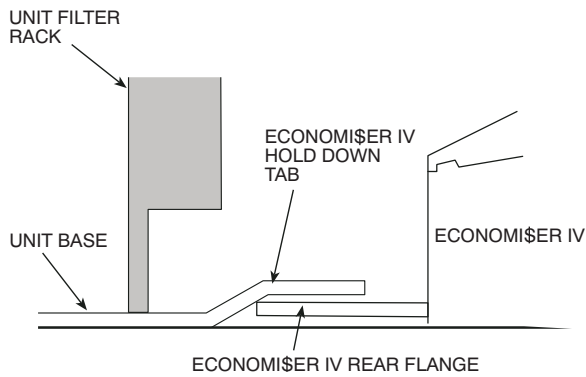 UNIT FILTER
RACK
ECONOMI$ER IV
HOLD DOWN
TAB
UNIT BASE
ECONOMI$ER IV
ECONOMI$ER IV REAR FLANGE